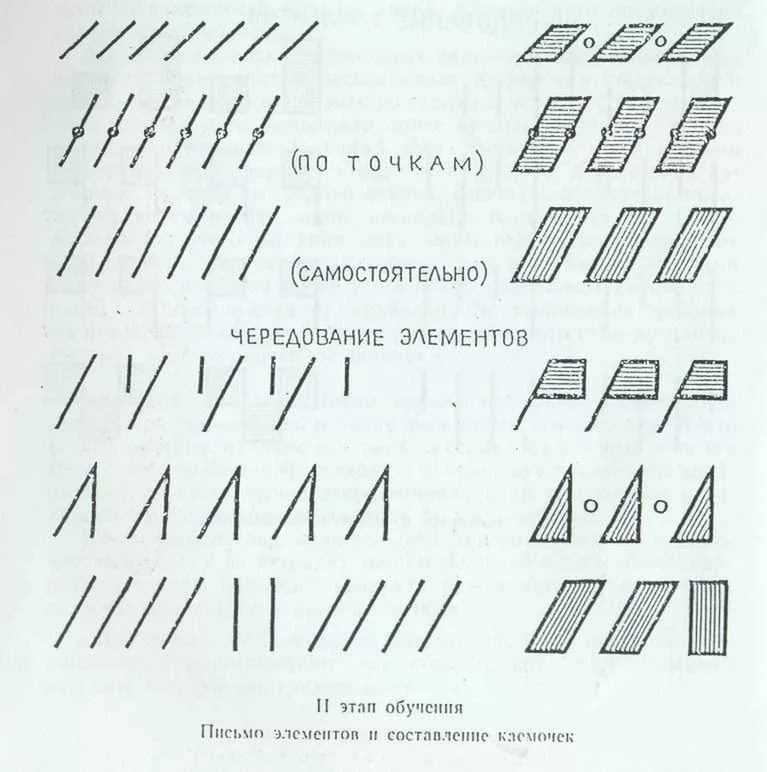 (ПО ТОЧКАМ)
(САМОСТОЯТЕЛЬНО)
ЧЕРЕДОВАНИЕ ЭЛЕМЕНТОВ
II этап обучения
Письмо элементов и составление каемочек